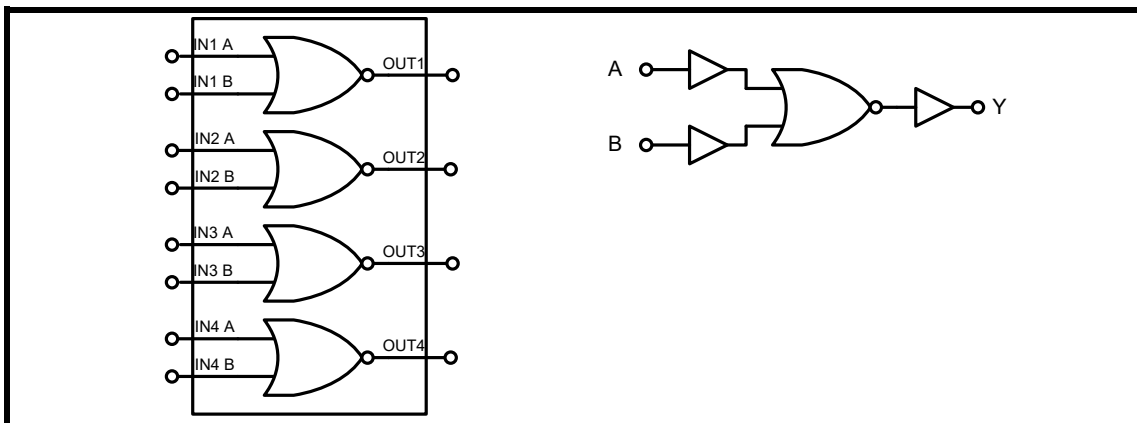 IN1 A
OUT1
IN1 B
IN2 A
OUT2
IN2 B
IN3 A
OUT3
IN3 B
IN4 A
OUT4
IN4 B
A
B
Y